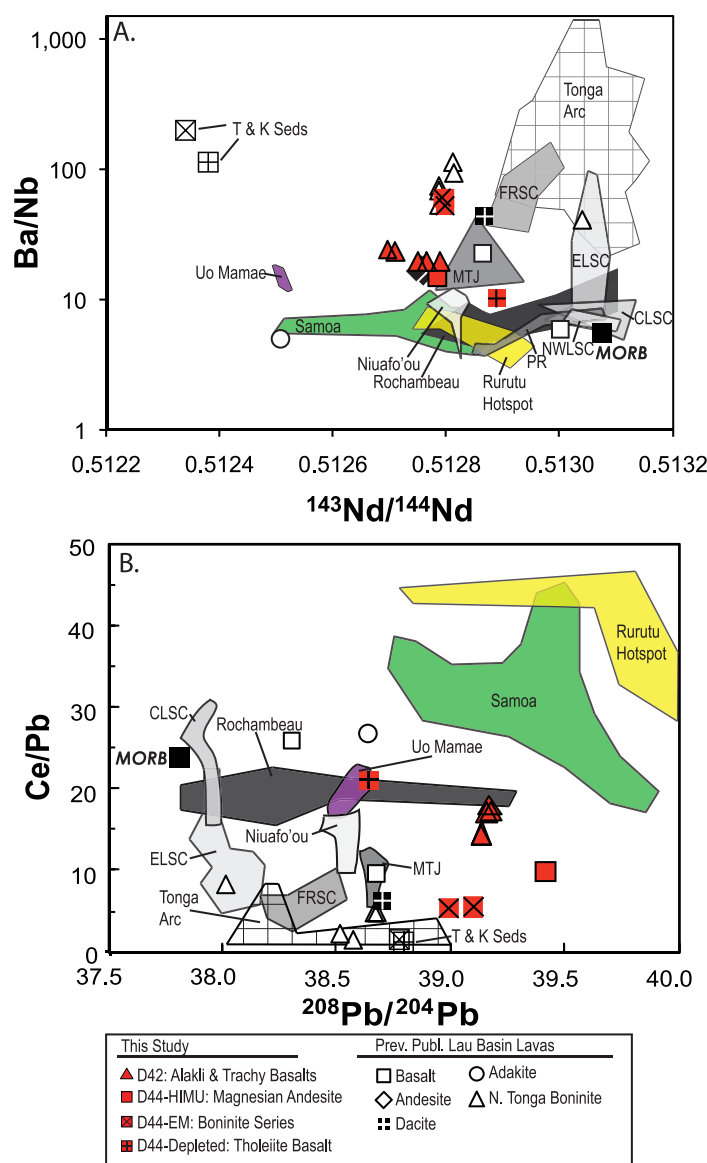 A.
1,000
100
10
1
Ba/Nb
T & K Seds
Tonga
Arc
FRSC
Uo Mamae
MTJ
ELSC
Samoa
CLSC
NWLSC
MORB
PR
Niuafo'ou
Rochambeau
Rurutu
Hotspot
0.5122
0.5124
0.5126
0.5128
0.5130
0.5132
143Nd/144Nd
B.
50
40
30
20
10
0
Ce/Pb
Rurutu
Hotspot
Samoa
CLSC
Rochambeau
Uo Mamae
MORB
Niuafo'ou
ELSC
MTJ
Tonga
Arc
FRSC
T & K Seds
37.5
38.0
38.5
39.0
39.5
40.0
208Pb/204Pb
This Study
D42: Alakli & Trachy Basalts
D44-HIMU: Magnesian Andesite
D44-EM: Boninite Series
D44-Depleted: Tholeiite Basalt
Prev. Publ. Lau Basin Lavas
Basalt
Andesite
Dacite
Adakite
N. Tonga Boninite